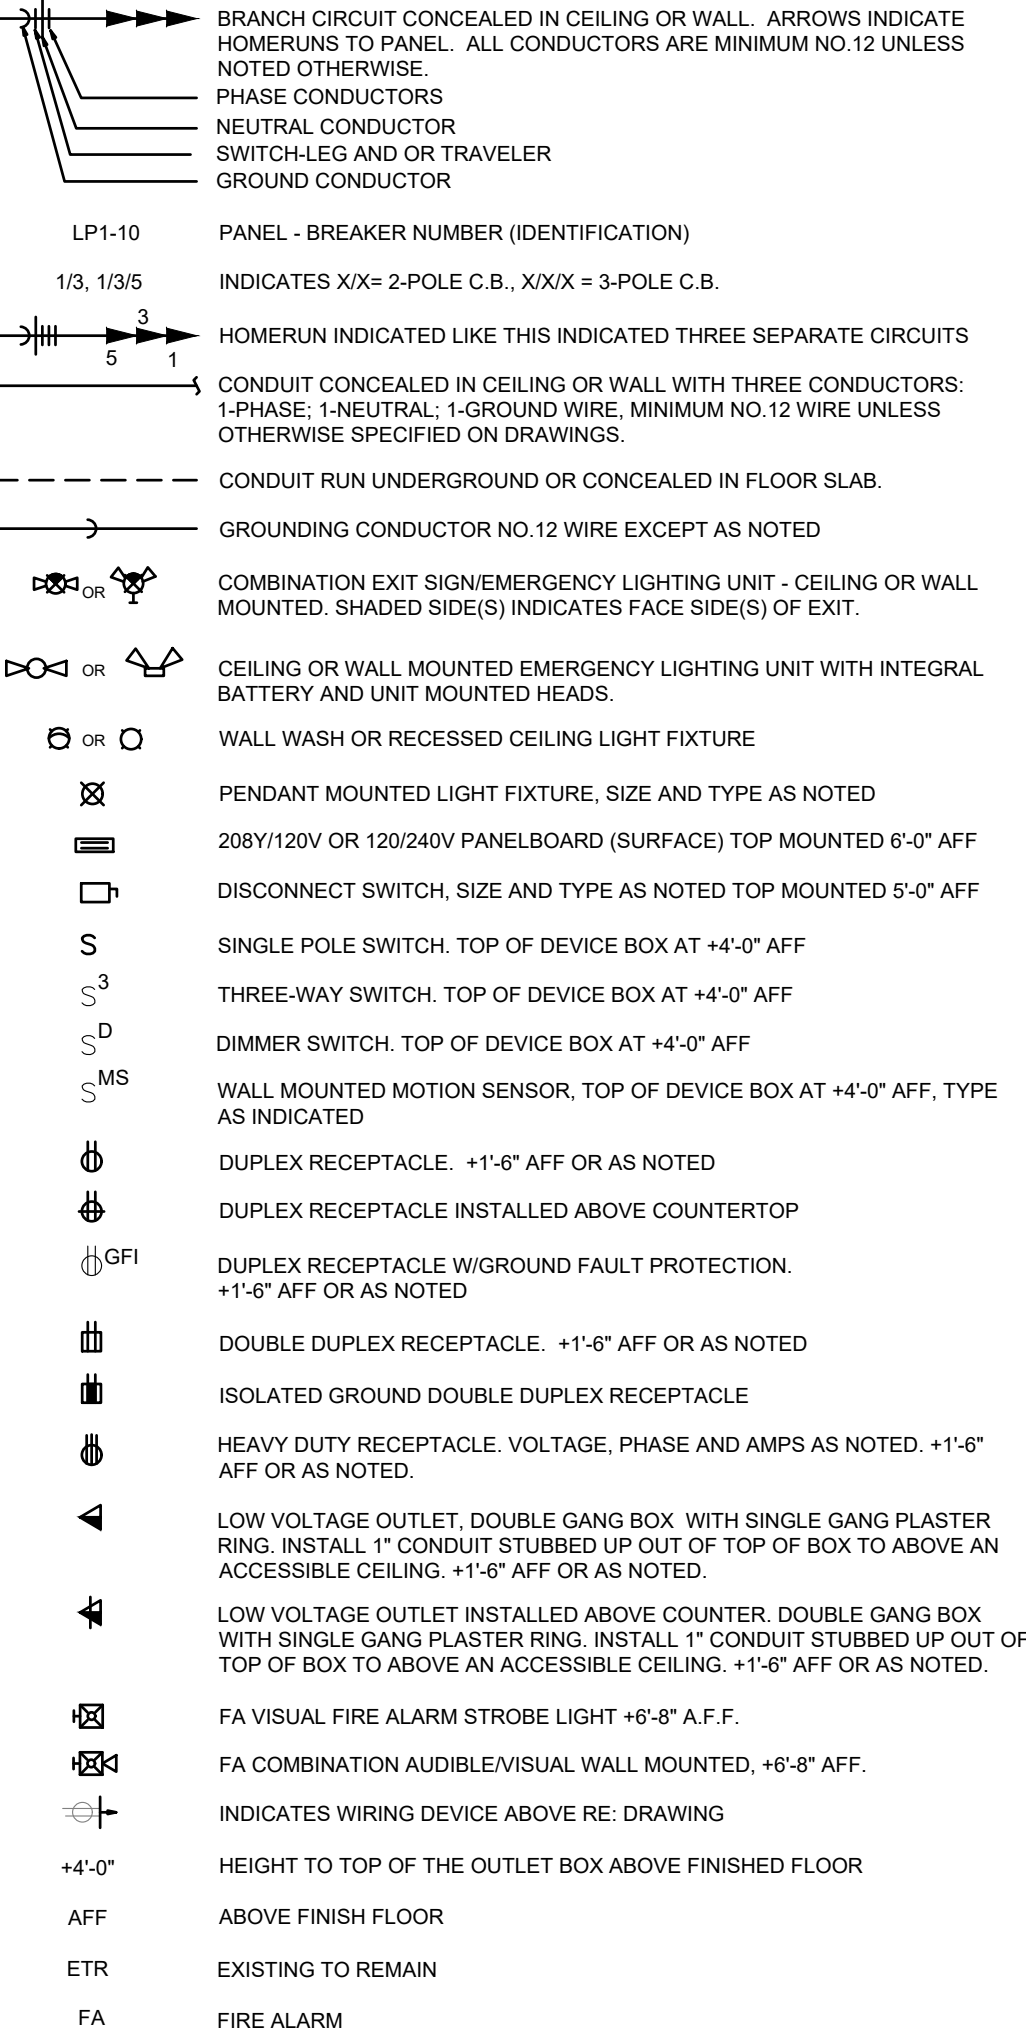 BRANCH CIRCUIT CONCEALED IN CEILING OR WALL. ARROWS INDICATE
HOMERUNS TO PANEL. ALL CONDUCTORS ARE MINIMUM NO.12 UNLESS
NOTED OTHERWISE.
PHASE CONDUCTORS
NEUTRAL CONDUCTOR
SWITCH-LEG AND OR TRAVELER
GROUND CONDUCTOR
LP1-10 PANEL - BREAKER NUMBER (IDENTIFICATION)
1/3, 1/3/5 INDICATES X/X= 2-POLE C.B., X/X/X = 3-POLE C.B.
3
HOMERUN INDICATED LIKE THIS INDICATED THREE SEPARATE CIRCUITS
5 1
CONDUIT CONCEALED IN CEILING OR WALL WITH THREE CONDUCTORS:
1-PHASE; 1-NEUTRAL; 1-GROUND WIRE, MINIMUM NO.12 WIRE UNLESS
OTHERWISE SPECIFIED ON DRAWINGS.
CONDUIT RUN UNDERGROUND OR CONCEALED IN FLOOR SLAB.
GROUNDING CONDUCTOR NO.12 WIRE EXCEPT AS NOTED
OR COMBINATION EXIT SIGN/EMERGENCY LIGHTING UNIT - CEILING OR WALL
MOUNTED. SHADED SIDE(S) INDICATES FACE SIDE(S) OF EXIT.
OR CEILING OR WALL MOUNTED EMERGENCY LIGHTING UNIT WITH INTEGRAL
BATTERY AND UNIT MOUNTED HEADS.
OR WALL WASH OR RECESSED CEILING LIGHT FIXTURE
PENDANT MOUNTED LIGHT FIXTURE, SIZE AND TYPE AS NOTED
208Y/120V OR 120/240V PANELBOARD (SURFACE) TOP MOUNTED 6'-0" AFF
DISCONNECT SWITCH, SIZE AND TYPE AS NOTED TOP MOUNTED 5'-0" AFF
S SINGLE POLE SWITCH. TOP OF DEVICE BOX AT +4'-0" AFF
S3 THREE-WAY SWITCH. TOP OF DEVICE BOX AT +4'-0" AFF
SD DIMMER SWITCH. TOP OF DEVICE BOX AT +4'-0" AFF
SMS WALL MOUNTED MOTION SENSOR, TOP OF DEVICE BOX AT +4'-0" AFF, TYPE
AS INDICATED
DUPLEX RECEPTACLE. +1'-6" AFF OR AS NOTED
DUPLEX RECEPTACLE INSTALLED ABOVE COUNTERTOP
GFI DUPLEX RECEPTACLE W/GROUND FAULT PROTECTION.
+1'-6" AFF OR AS NOTED
DOUBLE DUPLEX RECEPTACLE. +1'-6" AFF OR AS NOTED
ISOLATED GROUND DOUBLE DUPLEX RECEPTACLE
HEAVY DUTY RECEPTACLE. VOLTAGE, PHASE AND AMPS AS NOTED. +1'-6"
AFF OR AS NOTED.
LOW VOLTAGE OUTLET, DOUBLE GANG BOX WITH SINGLE GANG PLASTER
RING. INSTALL 1" CONDUIT STUBBED UP OUT OF TOP OF BOX TO ABOVE AN
ACCESSIBLE CEILING. +1'-6" AFF OR AS NOTED.
LOW VOLTAGE OUTLET INSTALLED ABOVE COUNTER. DOUBLE GANG BOX
WITH SINGLE GANG PLASTER RING. INSTALL 1" CONDUIT STUBBED UP OUT OF
TOP OF BOX TO ABOVE AN ACCESSIBLE CEILING. +1'-6" AFF OR AS NOTED.
FA VISUAL FIRE ALARM STROBE LIGHT +6'-8" A.F.F.
FA COMBINATION AUDIBLE/VISUAL WALL MOUNTED, +6'-8" AFF.
INDICATES WIRING DEVICE ABOVE RE: DRAWING
+4'-0" HEIGHT TO TOP OF THE OUTLET BOX ABOVE FINISHED FLOOR
AFF ABOVE FINISH FLOOR
ETR EXISTING TO REMAIN
FA FIRE ALARM